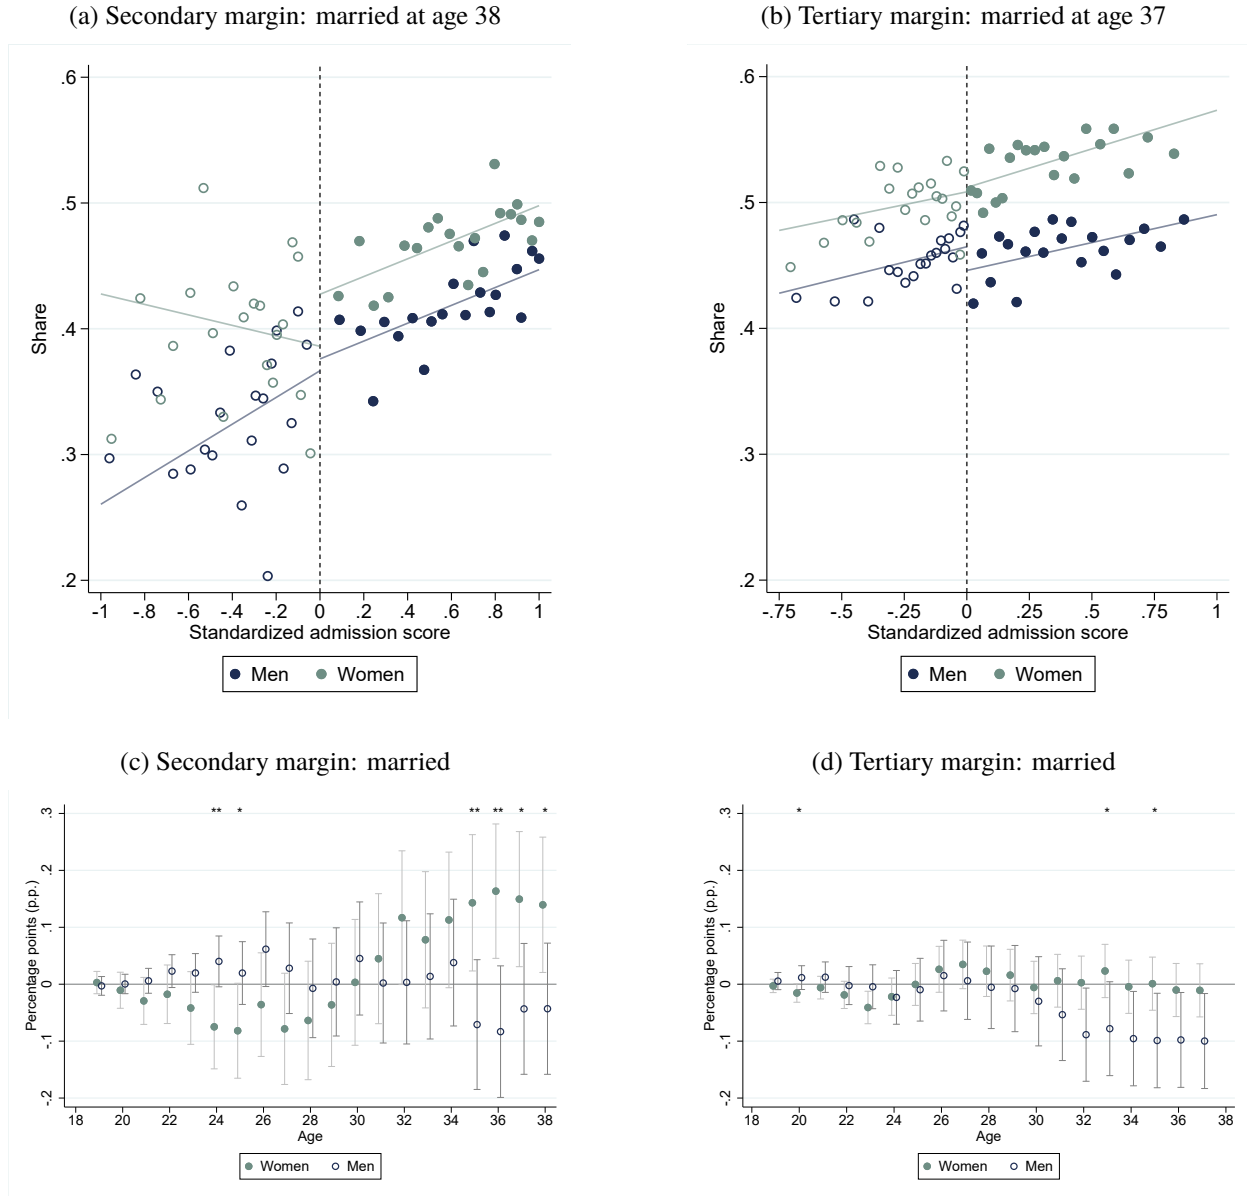 (a) Secondary margin: married at age 38
.6
.5
.4
.3
.2
Share
-1 -.8 -.6 -.4 -.2 0 .2 .4 .6 .8 1
Standardized admission score
Men Women
(b) Tertiary margin: married at age 37
.6
.5
.4
.3
.2
Share
-.75 -.5 -.25 0 .25 .5 .75 1
Standardized admission score
Men Women
(c) Secondary margin: married
** * ** ** * *
.3
.2
.1
0
-.1
-.2
Percentage points (p.p.)
18 20 22 24 26 28 30 32 34 36 38
Age
Women Men
(d) Tertiary margin: married
* * *
.3
.2
.1
0
-.1
-.2
Percentage points (p.p.)
18 20 22 24 26 28 30 32 34 36 38
Age
Women Men